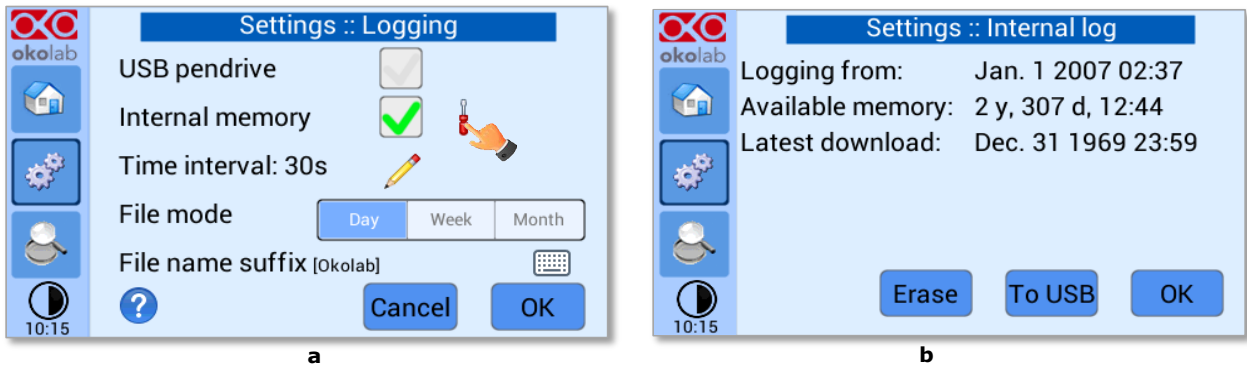 Settings :: Logging
okolab
USB pendrive
Internal memory
Time interval: 30s
File mode
Day
Week
Month
File name suffix [Okolab]
?
Cancel
OK
10:15
a
Settings :: Internal log
okolab
Logging from: Jan. 1 2007 02:37
Available memory: 2 y, 307 d, 12:44
Latest download: Dec. 31 1969 23:59
Erase
To USB
OK
10:15
b